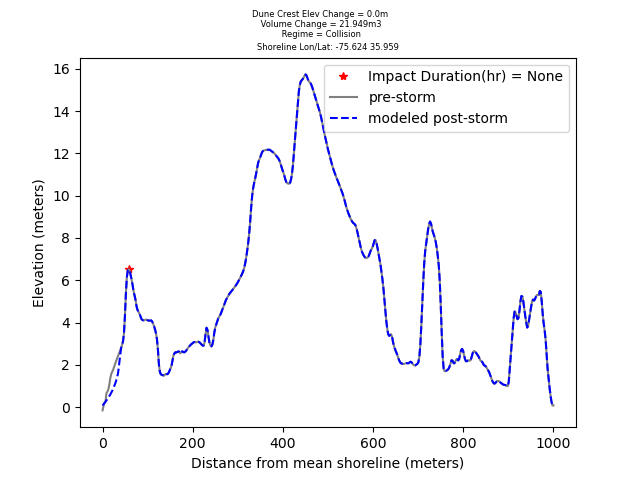 Dune Crest Elev Change = 0.0m
Volume Change = 21.949m3
Regime = Collision
Shoreline Lon/Lat: -75.624 35.959
Impact Duration(hr) = None
pre-storm
modeled post-storm
16
14
12
10
8
6
4
2
0
Elevation (meters)
0 200 400 600 800 1000
Distance from mean shoreline (meters)